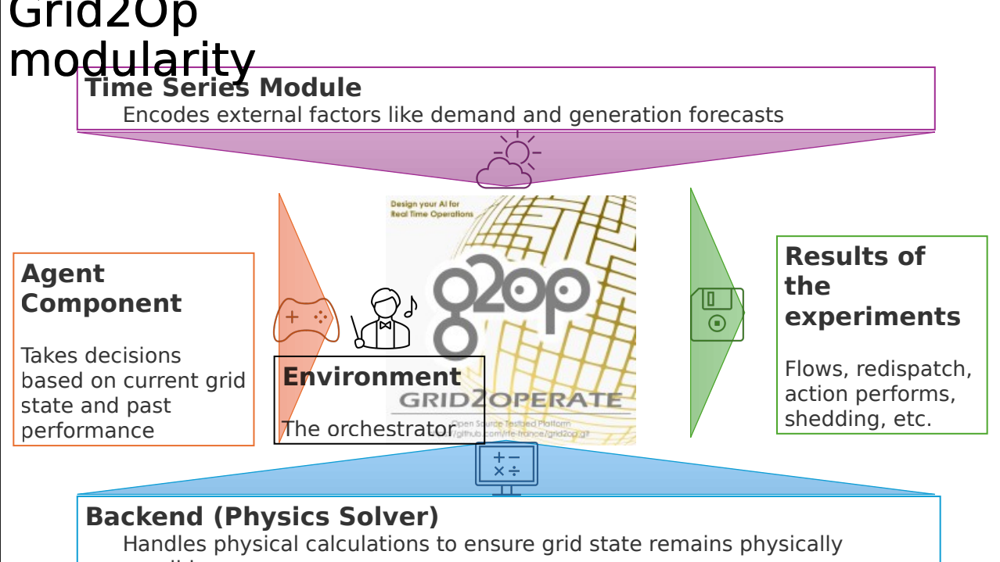 Grid2Op
modularity
Time Series Module
Encodes external factors like demand and generation forecasts
Design your AI for
Real Time Operations
g2op
Agent
Component
Takes decisions
based on current grid
state and past
performance
Environment
The orchestrator
GRID2OPERATE
Open Source Testbed Platform
github.com/rte-france/grid2op.git
Results of
the
experiments
Flows, redispatch,
action performs,
shedding, etc.
Backend (Physics Solver)
Handles physical calculations to ensure grid state remains physically